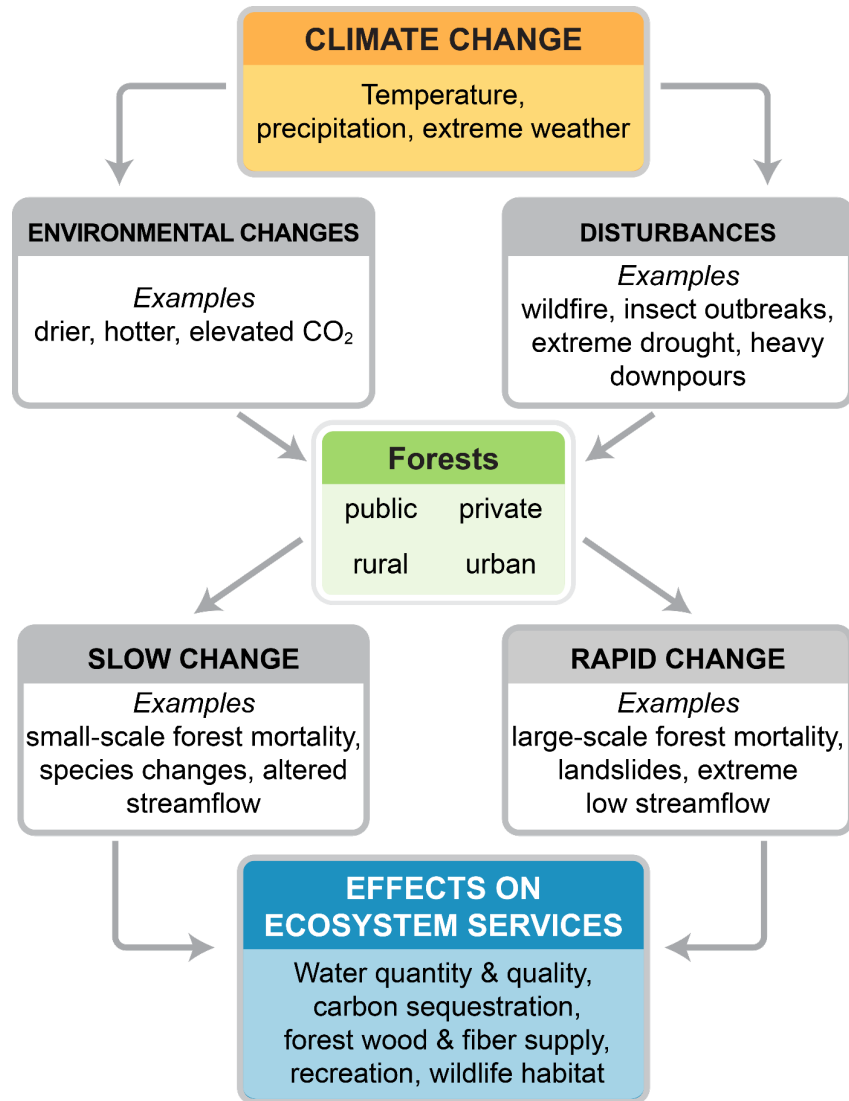 CLIMATE CHANGE
Temperature,
precipitation, extreme weather
ENVIRONMENTAL CHANGES
Examples
drier, hotter, elevated CO₂
DISTURBANCES
Examples
wildfire, insect outbreaks,
extreme drought, heavy
downpours
Forests
public private
rural urban
SLOW CHANGE
Examples
small-scale forest mortality,
species changes, altered
streamflow
RAPID CHANGE
Examples
large-scale forest mortality,
landslides, extreme
low streamflow
EFFECTS ON
ECOSYSTEM SERVICES
Water quantity & quality,
carbon sequestration,
forest wood & fiber supply,
recreation, wildlife habitat